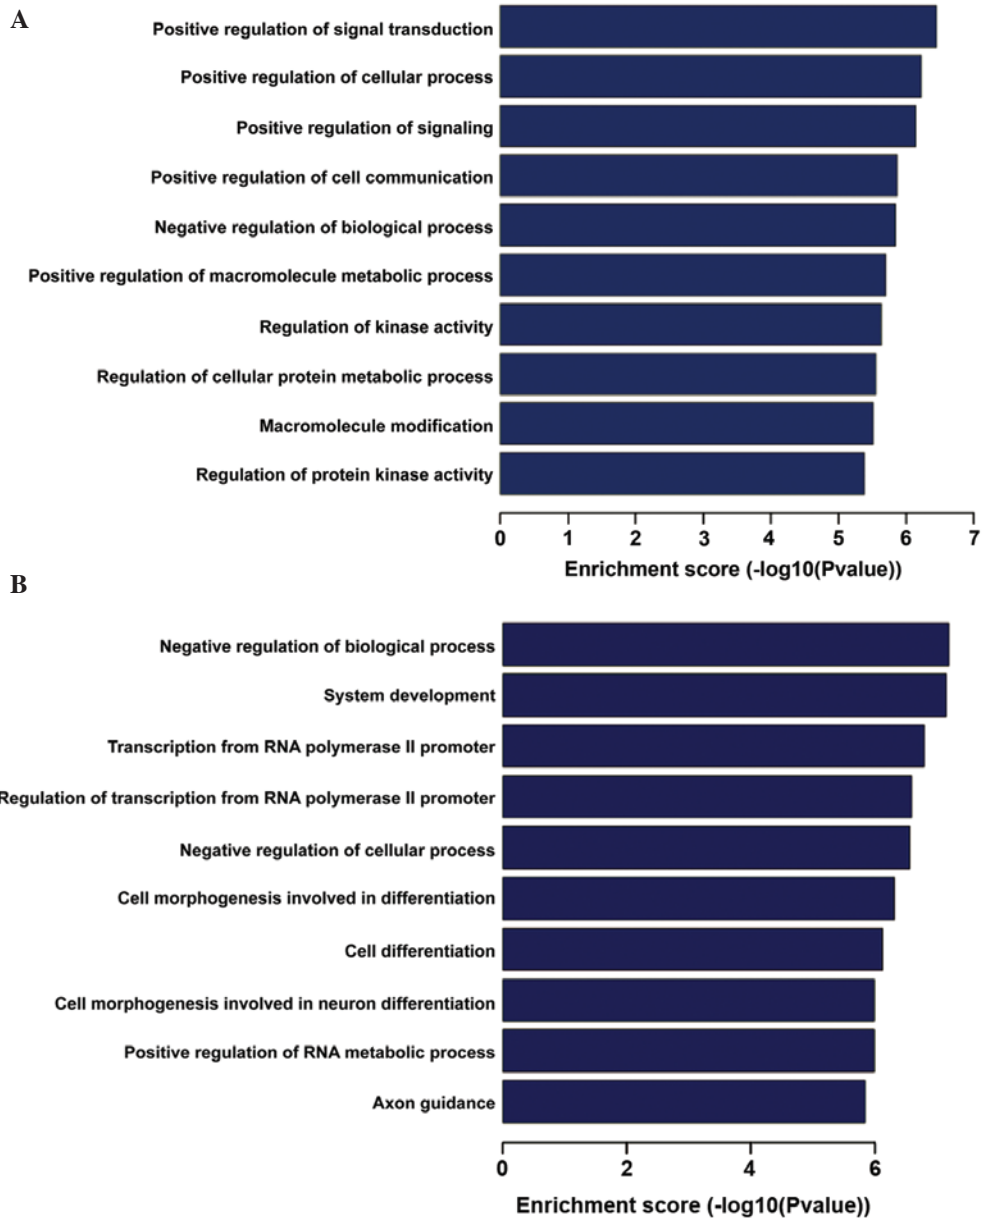 A
Positive regulation of signal transduction
Positive regulation of cellular process
Positive regulation of signaling
Positive regulation of cell communication
Negative regulation of biological process
Positive regulation of macromolecule metabolic process
Regulation of kinase activity
Regulation of cellular protein metabolic process
Macromolecule modification
Regulation of protein kinase activity
0 1 2 3 4 5 6 7
Enrichment score (-log10(Pvalue))
B
Negative regulation of biological process
System development
Transcription from RNA polymerase II promoter
Regulation of transcription from RNA polymerase II promoter
Negative regulation of cellular process
Cell morphogenesis involved in differentiation
Cell differentiation
Cell morphogenesis involved in neuron differentiation
Positive regulation of RNA metabolic process
Axon guidance
0 2 4 6
Enrichment score (-log10(Pvalue))